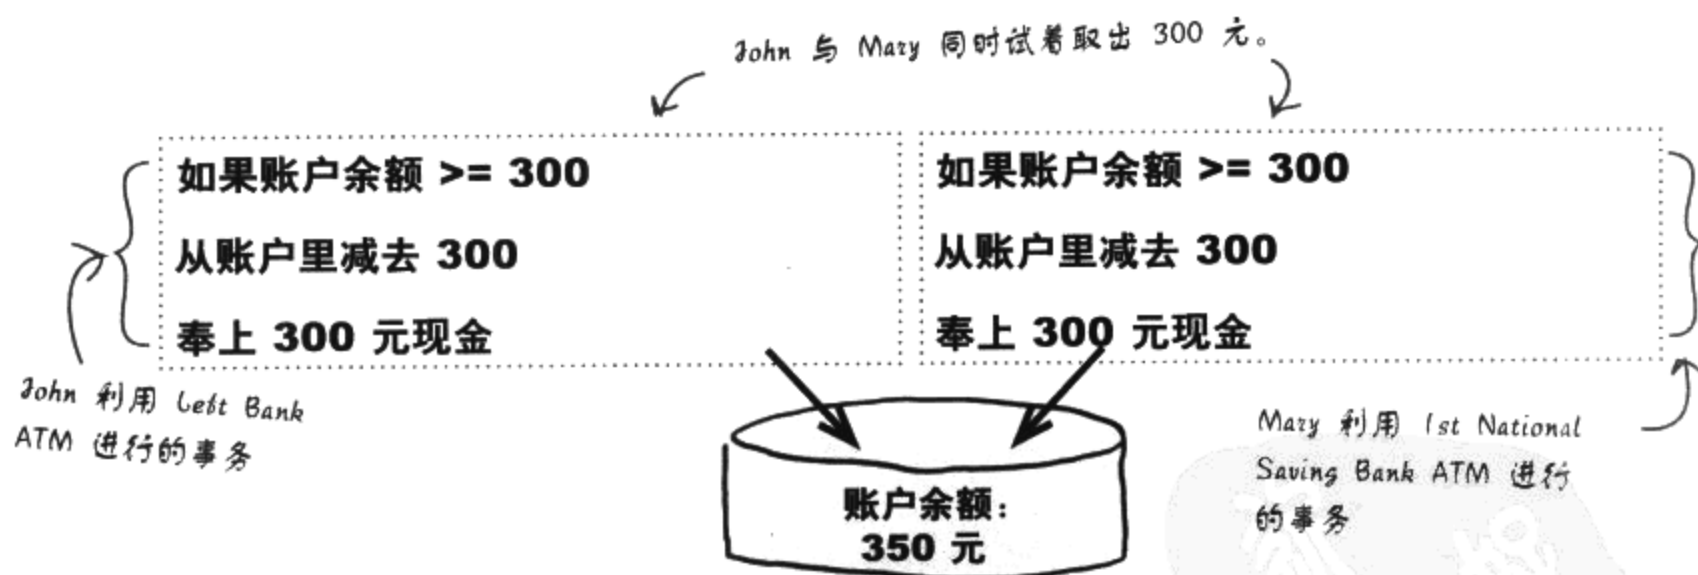 John 与 Mary 同时试着取出 300 元。
如果账户余额 >= 300
从账户里减去 300
奉上 300 元现金
如果账户余额 >= 300
从账户里减去 300
奉上 300 元现金
John 利用 Left Bank
ATM 进行的事务
Mary 利用 1st National
Saving Bank ATM 进行
的事务
账户余额：
350 元